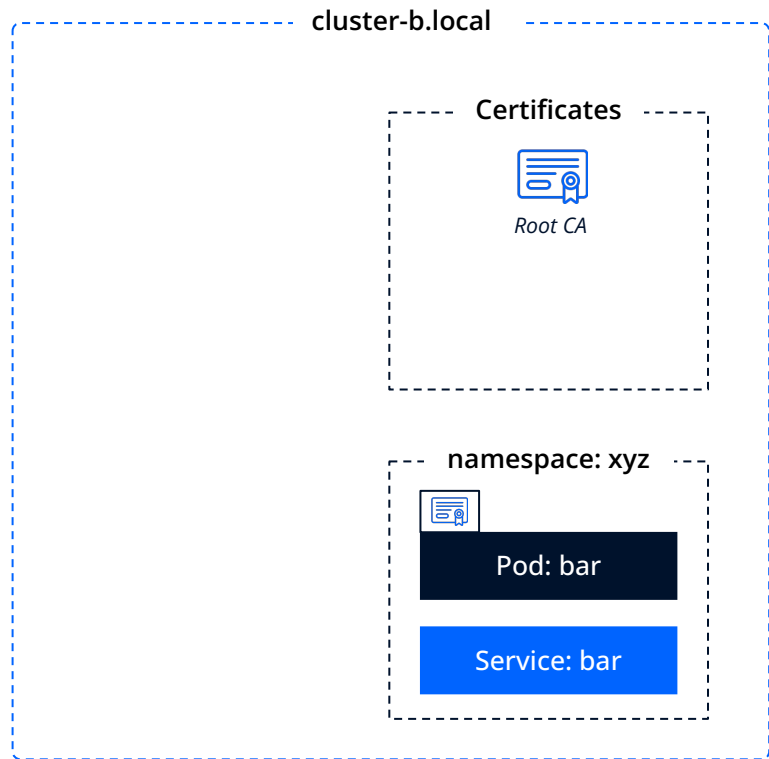 cluster-b.local
Certificates
Root CA
namespace: xyz
Pod: bar
Service: bar